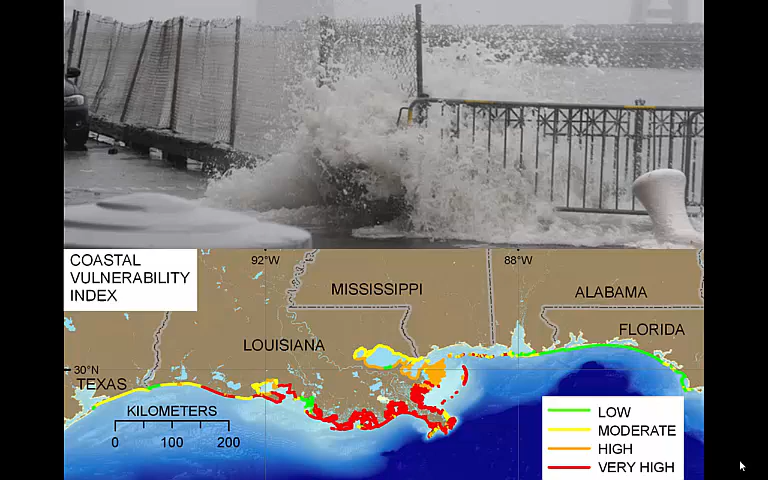 COASTAL
VULNERABILITY
INDEX
92°W
88°W
MISSISSIPPI
ALABAMA
FLORIDA
LOUISIANA
30°N
TEXAS
KILOMETERS
0 100 200
LOW
MODERATE
HIGH
VERY HIGH